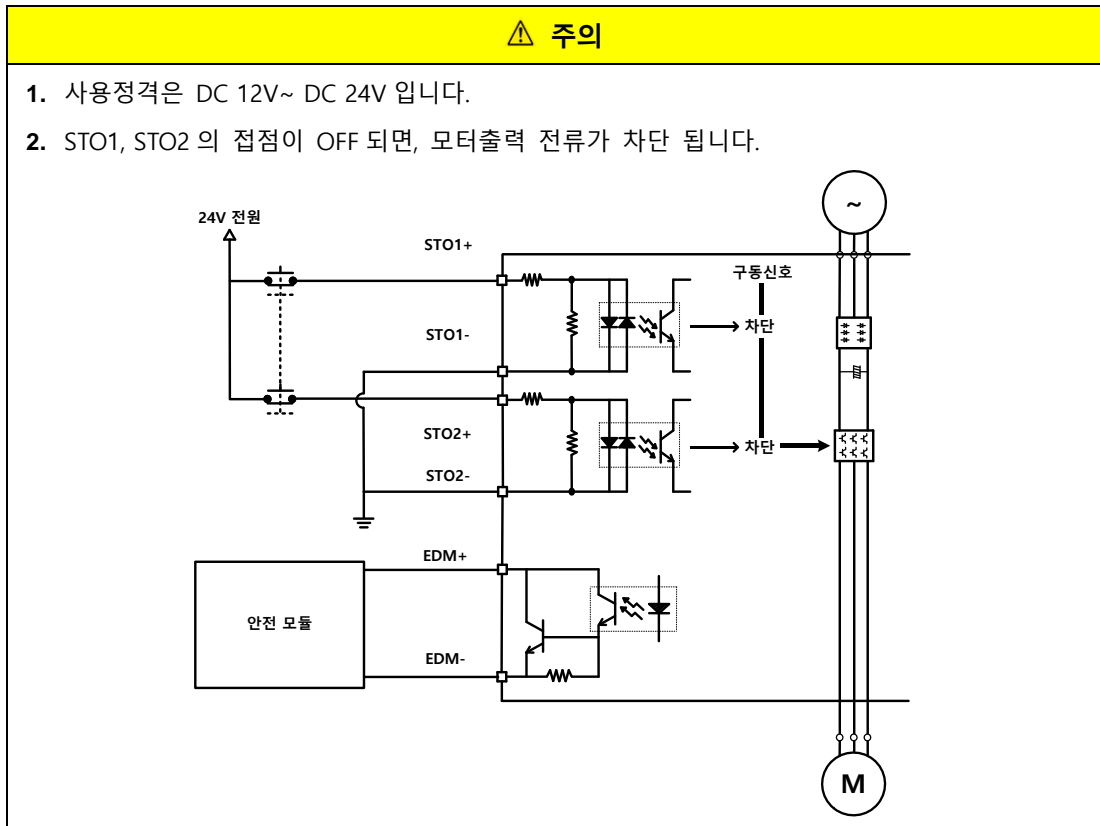 ⚠ 주의
1. 사용정격은 DC 12V~ DC 24V 입니다.
2. STO1, STO2 의 접점이 OFF 되면, 모터출력 전류가 차단 됩니다.
24V 전원
~
STO1+
구동신호
STO1-
차단
STO2+
차단
STO2-
EDM+
안전 모듈
EDM-
M